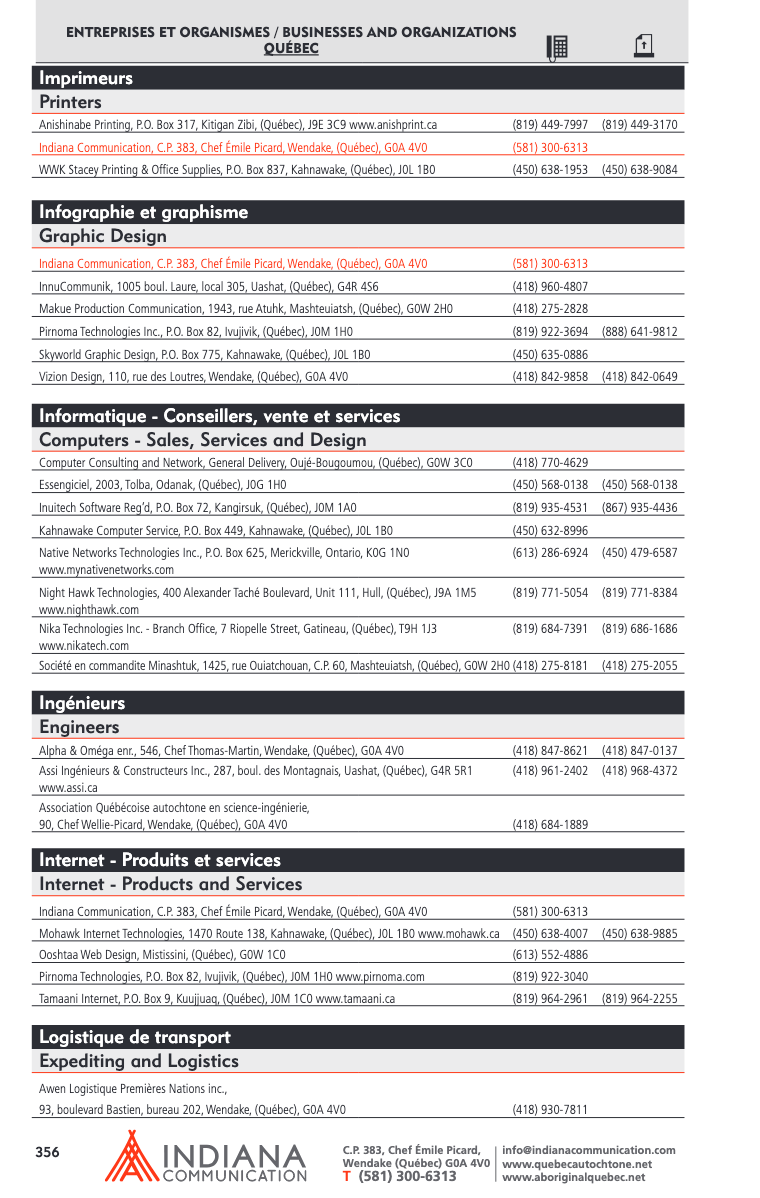 ENTREPRISES ET ORGANISMES / BUSINESSES AND ORGANIZATIONS
QUÉBEC
Imprimeurs
Printers
Anishinabe Printing, P.O. Box 317, Kitigan Zibi, (Québec), J9E 3C9 www.anishprint.ca (819) 449-7997 (819) 449-3170
Indiana Communication, C.P. 383, Chef Émile Picard, Wendake, (Québec), G0A 4V0 (581) 300-6313
WWK Stacey Printing & Office Supplies, P.O. Box 837, Kahnawake, (Québec), J0L 1B0 (450) 638-1953 (450) 638-9084
Infographie et graphisme
Graphic Design
Indiana Communication, C.P. 383, Chef Émile Picard, Wendake, (Québec), G0A 4V0 (581) 300-6313
InnuCommunik, 1005 boul. Laure, local 305, Uashat, (Québec), G4R 4S6 (418) 960-4807
Makue Production Communication, 1943, rue Atuhk, Mashteuiatsh, (Québec), G0W 2H0 (418) 275-2828
Pirnoma Technologies Inc., P.O. Box 82, Ivujivik, (Québec), J0M 1H0 (819) 922-3694 (888) 641-9812
Skyworld Graphic Design, P.O. Box 775, Kahnawake, (Québec), J0L 1B0 (450) 635-0886
Vizion Design, 110, rue des Loutres, Wendake, (Québec), G0A 4V0 (418) 842-9858 (418) 842-0649
Informatique - Conseillers, vente et services
Computers - Sales, Services and Design
Computer Consulting and Network, General Delivery, Oujé-Bougoumou, (Québec), G0W 3C0 (418) 770-4629
Essengiciel, 2003, Tolba, Odanak, (Québec), J0G 1H0 (450) 568-0138 (450) 568-0138
Inuitech Software Reg’d, P.O. Box 72, Kangirsuk, (Québec), J0M 1A0 (819) 935-4531 (867) 935-4436
Kahnawake Computer Service, P.O. Box 449, Kahnawake, (Québec), J0L 1B0 (450) 632-8996
Native Networks Technologies Inc., P.O. Box 625, Merickville, Ontario, K0G 1N0 (613) 286-6924 (450) 479-6587
www.mynativenetworks.com
Night Hawk Technologies, 400 Alexander Taché Boulevard, Unit 111, Hull, (Québec), J9A 1M5 (819) 771-5054 (819) 771-8384
www.nighthawk.com
Nika Technologies Inc. - Branch Office, 7 Riopelle Street, Gatineau, (Québec), T9H 1J3 (819) 684-7391 (819) 686-1686
www.nikatech.com
Société en commandite Minashtuk, 1425, rue Ouiatchouan, C.P. 60, Mashteuiatsh, (Québec), G0W 2H0 (418) 275-8181 (418) 275-2055
Ingénieurs
Engineers
Alpha & Oméga enr., 546, Chef Thomas-Martin, Wendake, (Québec), G0A 4V0 (418) 847-8621 (418) 847-0137
Assi Ingénieurs & Constructeurs Inc., 287, boul. des Montagnais, Uashat, (Québec), G4R 5R1 (418) 961-2402 (418) 968-4372
www.assi.ca
Association Québécoise autochtone en science-ingénierie,
90, Chef Wellie-Picard, Wendake, (Québec), G0A 4V0 (418) 684-1889
Internet - Produits et services
Internet - Products and Services
Indiana Communication, C.P. 383, Chef Émile Picard, Wendake, (Québec), G0A 4V0 (581) 300-6313
Mohawk Internet Technologies, 1470 Route 138, Kahnawake, (Québec), J0L 1B0 www.mohawk.ca (450) 638-4007 (450) 638-9885
Ooshtaa Web Design, Mistissini, (Québec), G0W 1C0 (613) 552-4886
Pirnoma Technologies, P.O. Box 82, Ivujivik, (Québec), J0M 1H0 www.pirnoma.com (819) 922-3040
Tamaani Internet, P.O. Box 9, Kuujjuaq, (Québec), J0M 1C0 www.tamaani.ca (819) 964-2961 (819) 964-2255
Logistique de transport
Expediting and Logistics
Awen Logistique Premières Nations inc.,
93, boulevard Bastien, bureau 202, Wendake, (Québec), G0A 4V0 (418) 930-7811
356
INDIANA
COMMUNICATION
C.P. 383, Chef Émile Picard,
Wendake (Québec) G0A 4V0
T (581) 300-6313
info@indianacommunication.com
www.quebecautochtone.net
www.aboriginalquebec.net